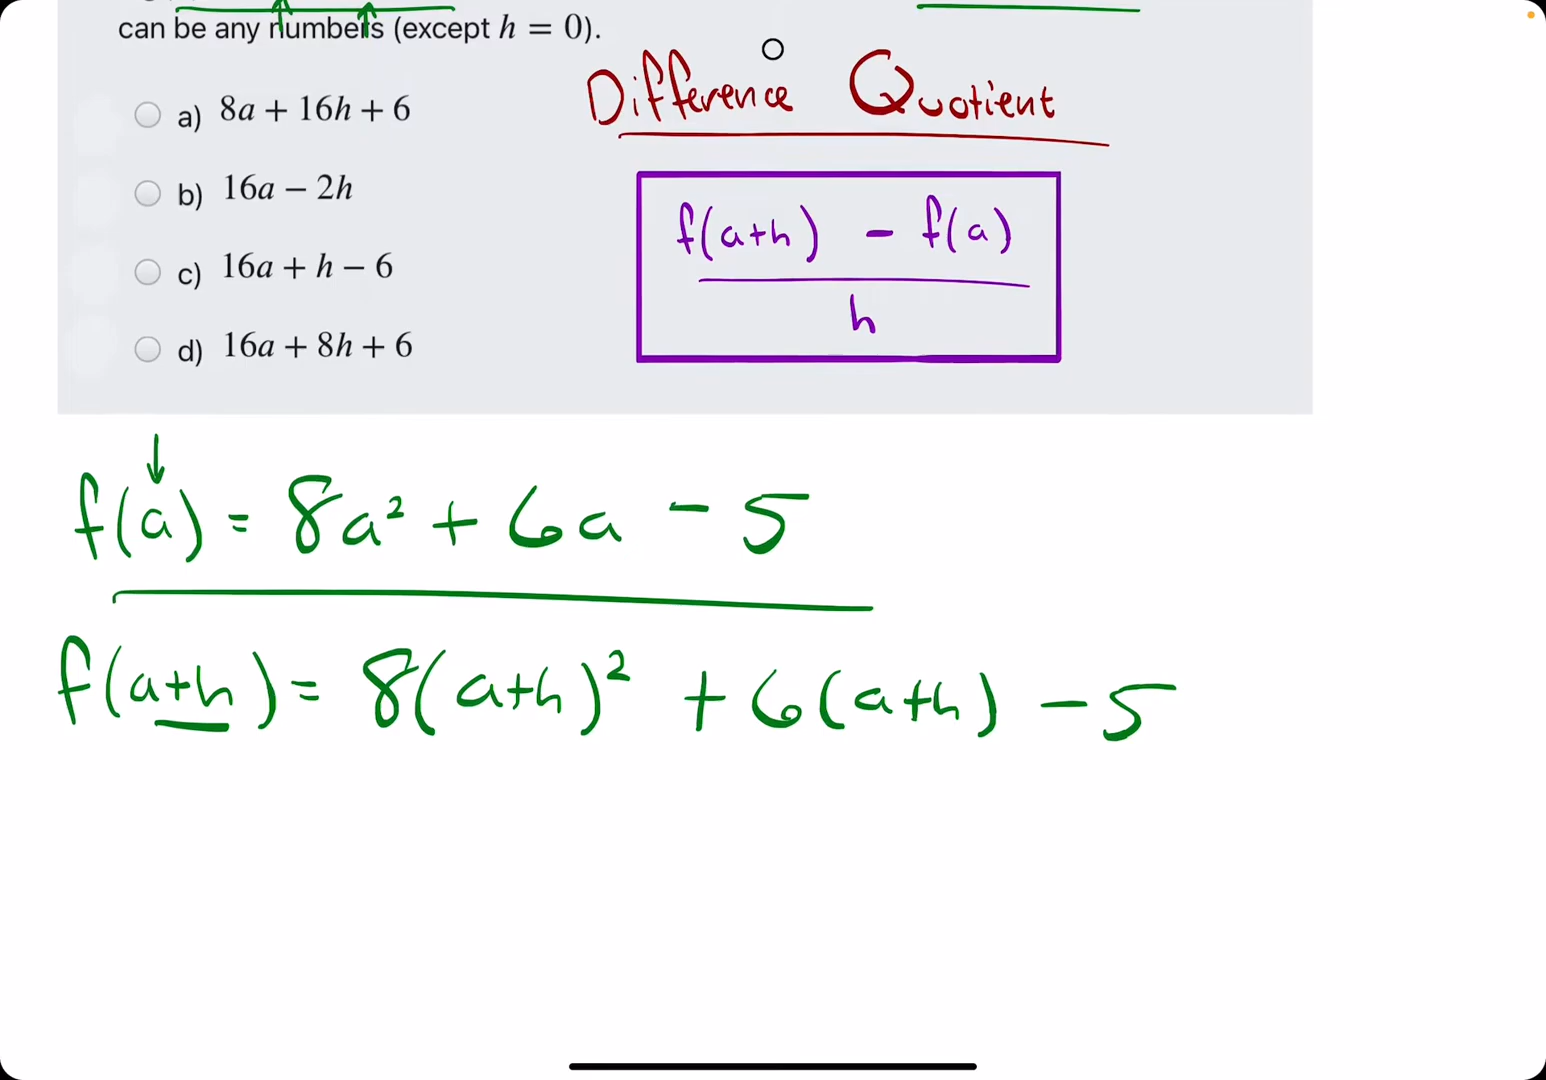 can be any numbers (except h = 0).
Difference Quotient
a) 8a + 16h + 6
b) 16a − 2h
c) 16a + h − 6
d) 16a + 8h + 6
f(a+h) - f(a)
h
f(a) = 8a² + 6a - 5
f(a+h) = 8(a+h)² + 6(a+h) - 5